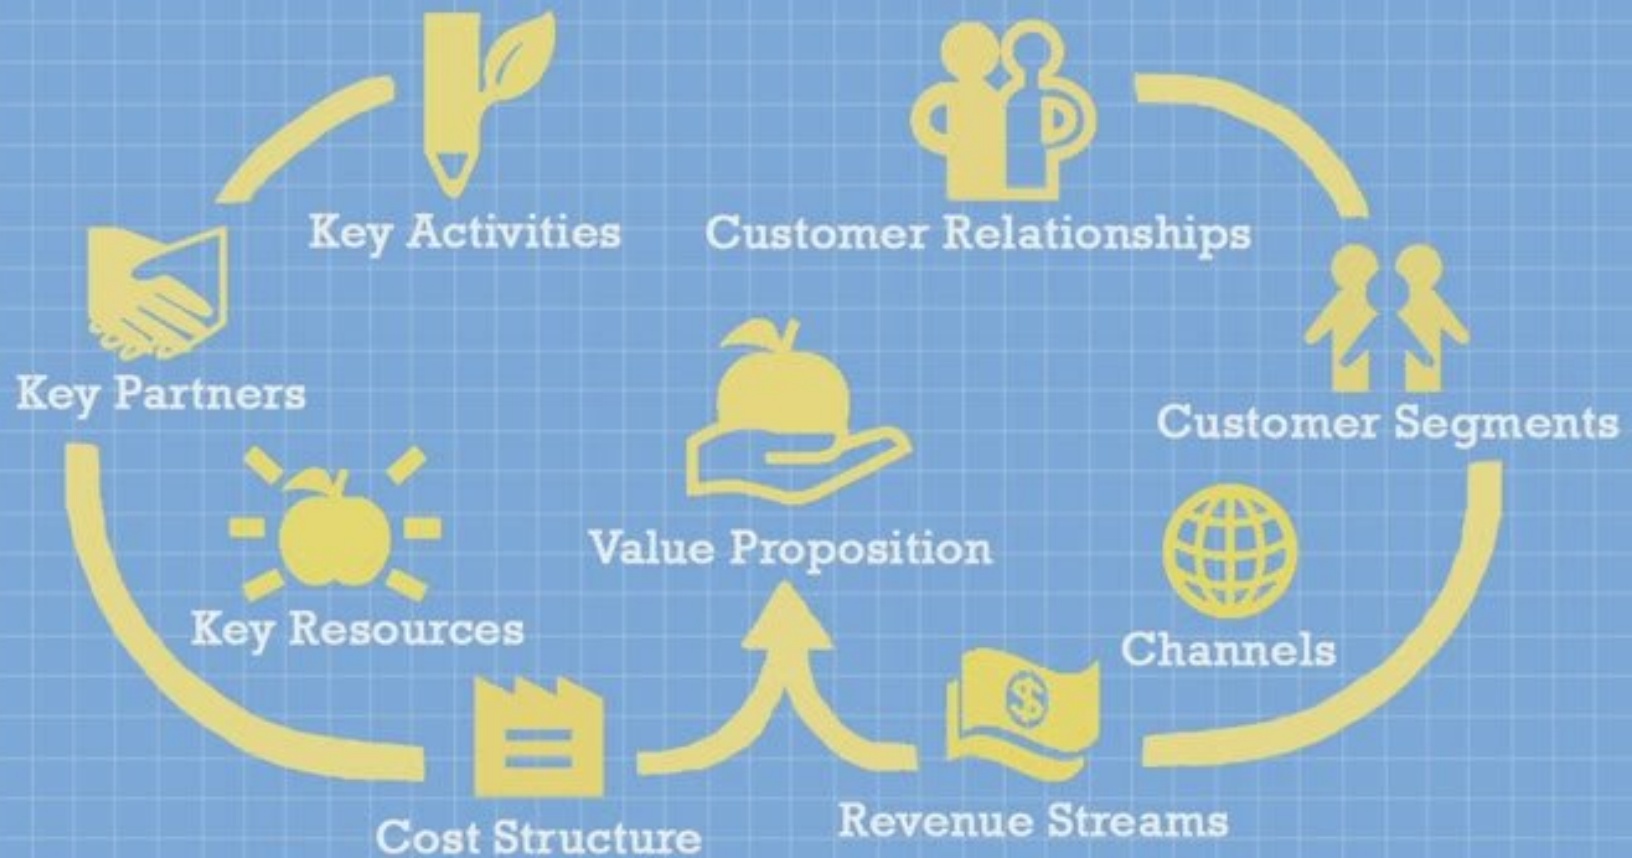 Key Activities
Customer Relationships
Key Partners
Customer Segments
Value Proposition
Key Resources
Channels
$
Cost Structure
Revenue Streams